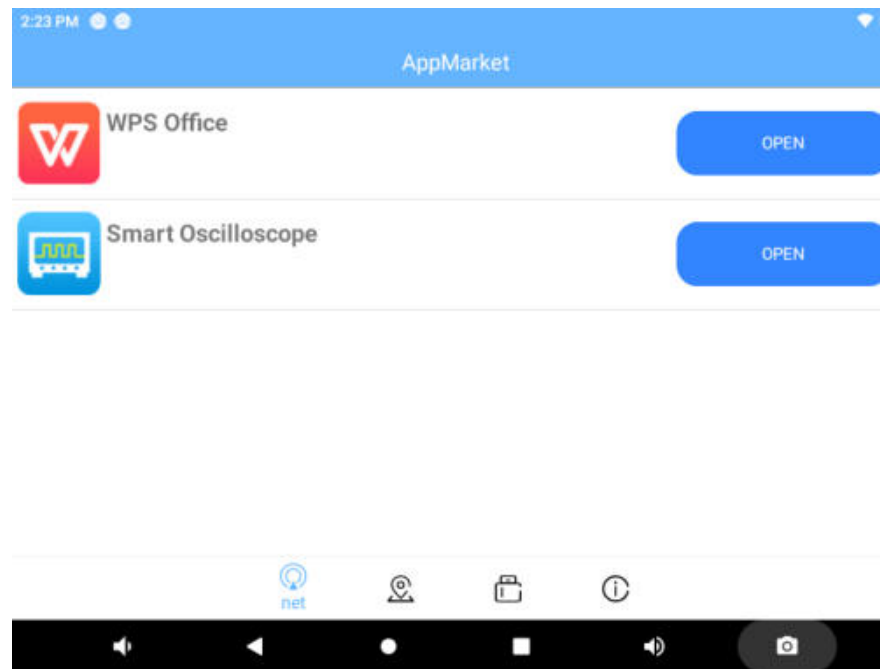 2:23 PM
AppMarket
WPS Office
OPEN
Smart Oscilloscope
OPEN
net